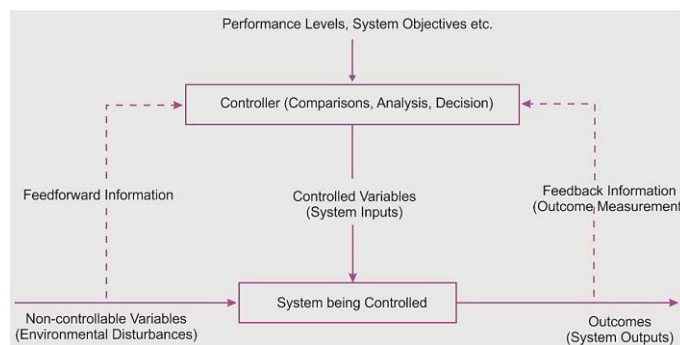 Performance Levels, System Objectives etc.
Controller (Comparisons, Analysis, Decision)
Feedforward Information
Controlled Variables
(System Inputs)
Feedback Information
(Outcome Measurement
System being Controlled
Non-controllable Variables
(Environmental Disturbances)
Outcomes
(System Outputs)